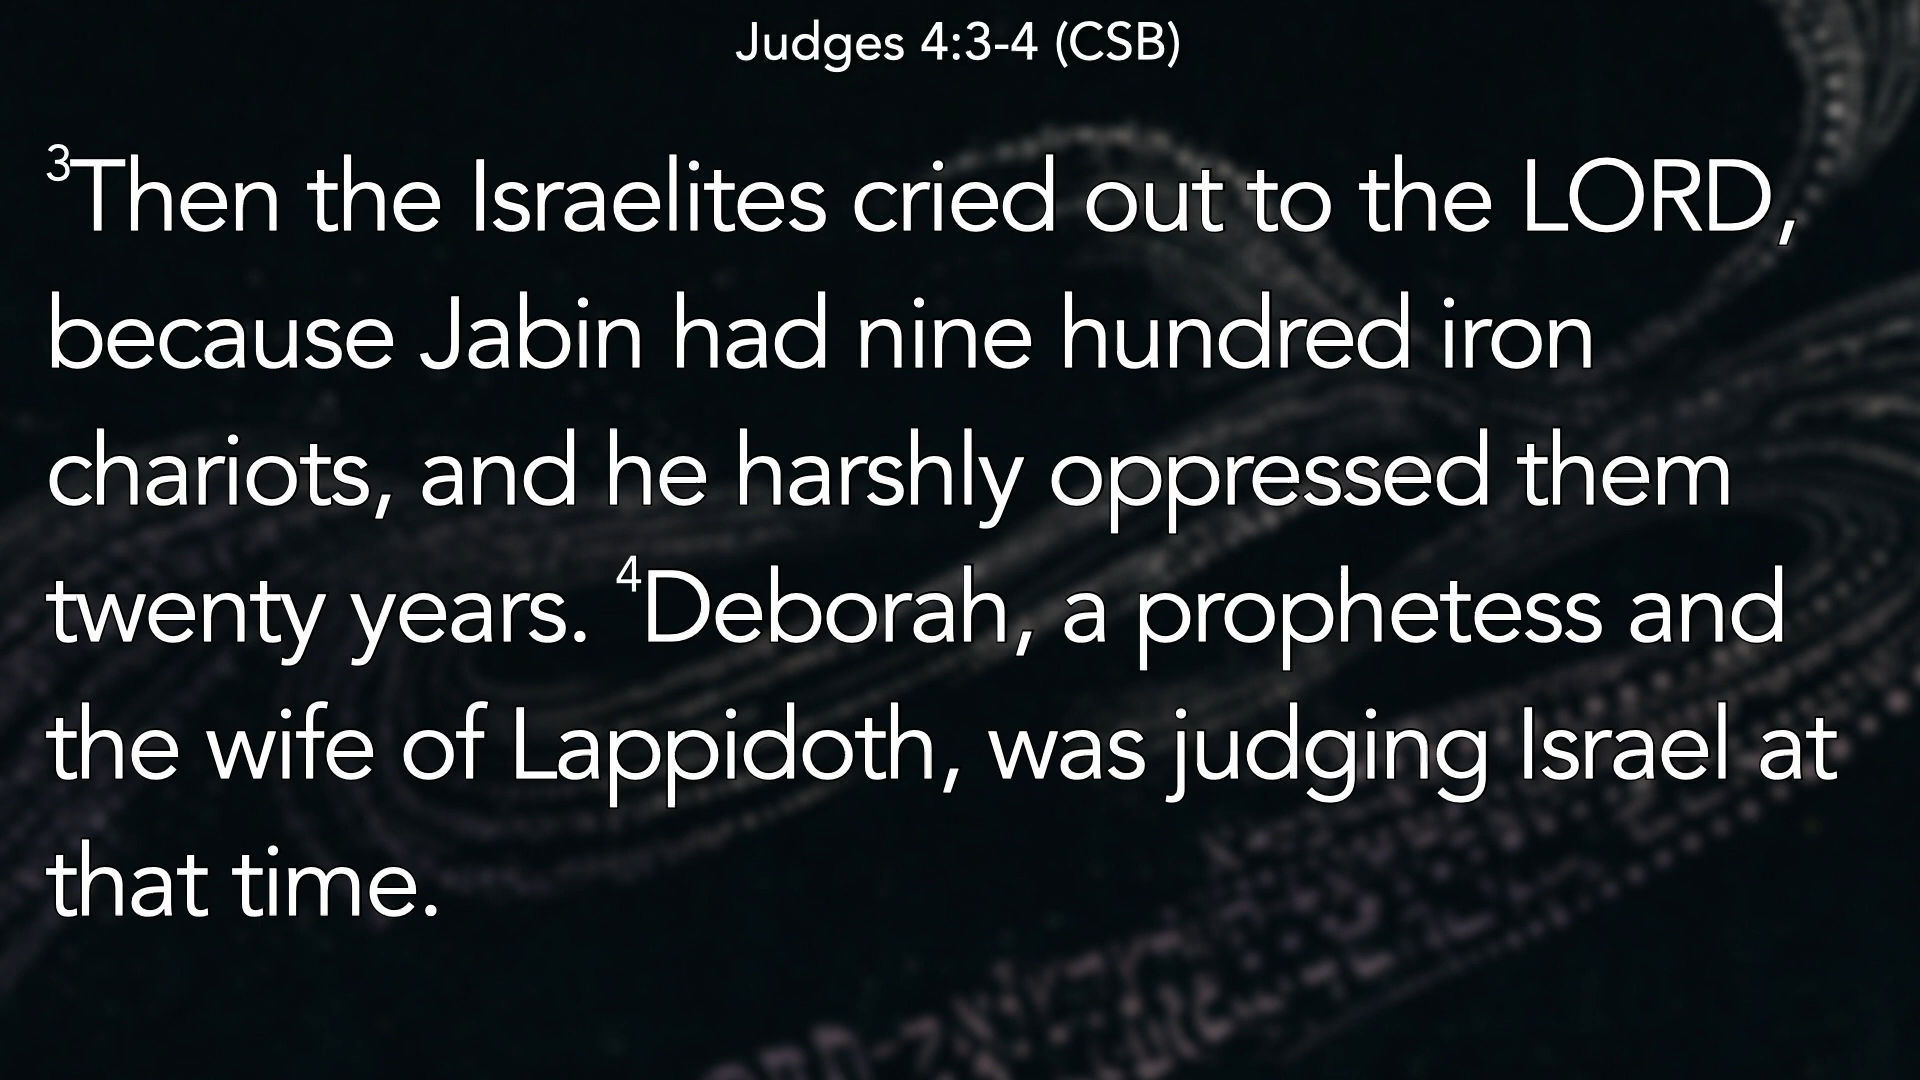 Judges 4:3-4 (CSB)
3Then the Israelites cried out to the LORD,
because Jabin had nine hundred iron
chariots, and he harshly oppressed them
twenty years. 4Deborah, a prophetess and
the wife of Lappidoth, was judging Israel at
that time.